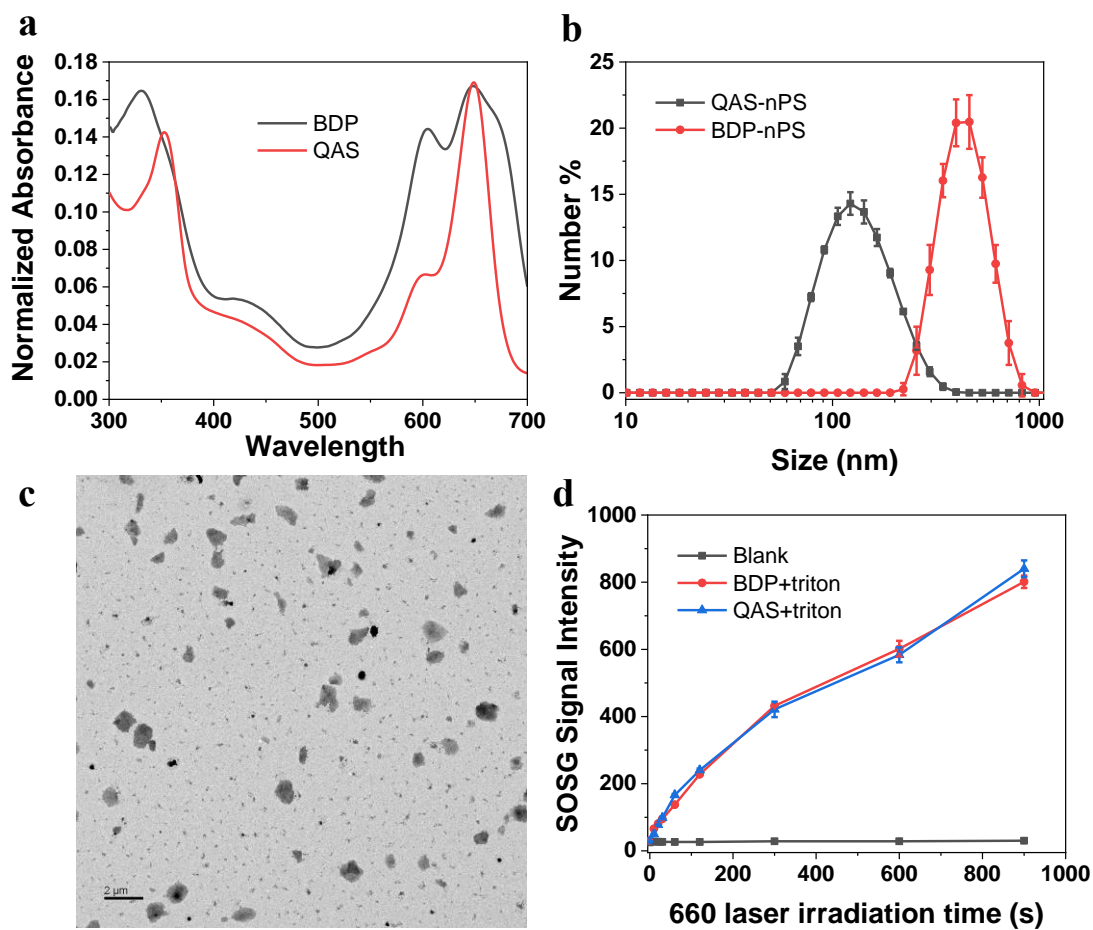 a
0.18
0.16
0.14
0.12
0.10
0.08
0.06
0.04
0.02
0.00
Normalized Absorbance
BDP
QAS
300 400 500 600 700
Wavelength
b
25
20
15
10
5
0
Number %
QAS-nPS
BDP-nPS
10 100 1000
Size (nm)
c
2 μm
d
1000
800
600
400
200
0
SOSG Signal Intensity
Blank
BDP+triton
QAS+triton
0 200 400 600 800 1000
660 laser irradiation time (s)